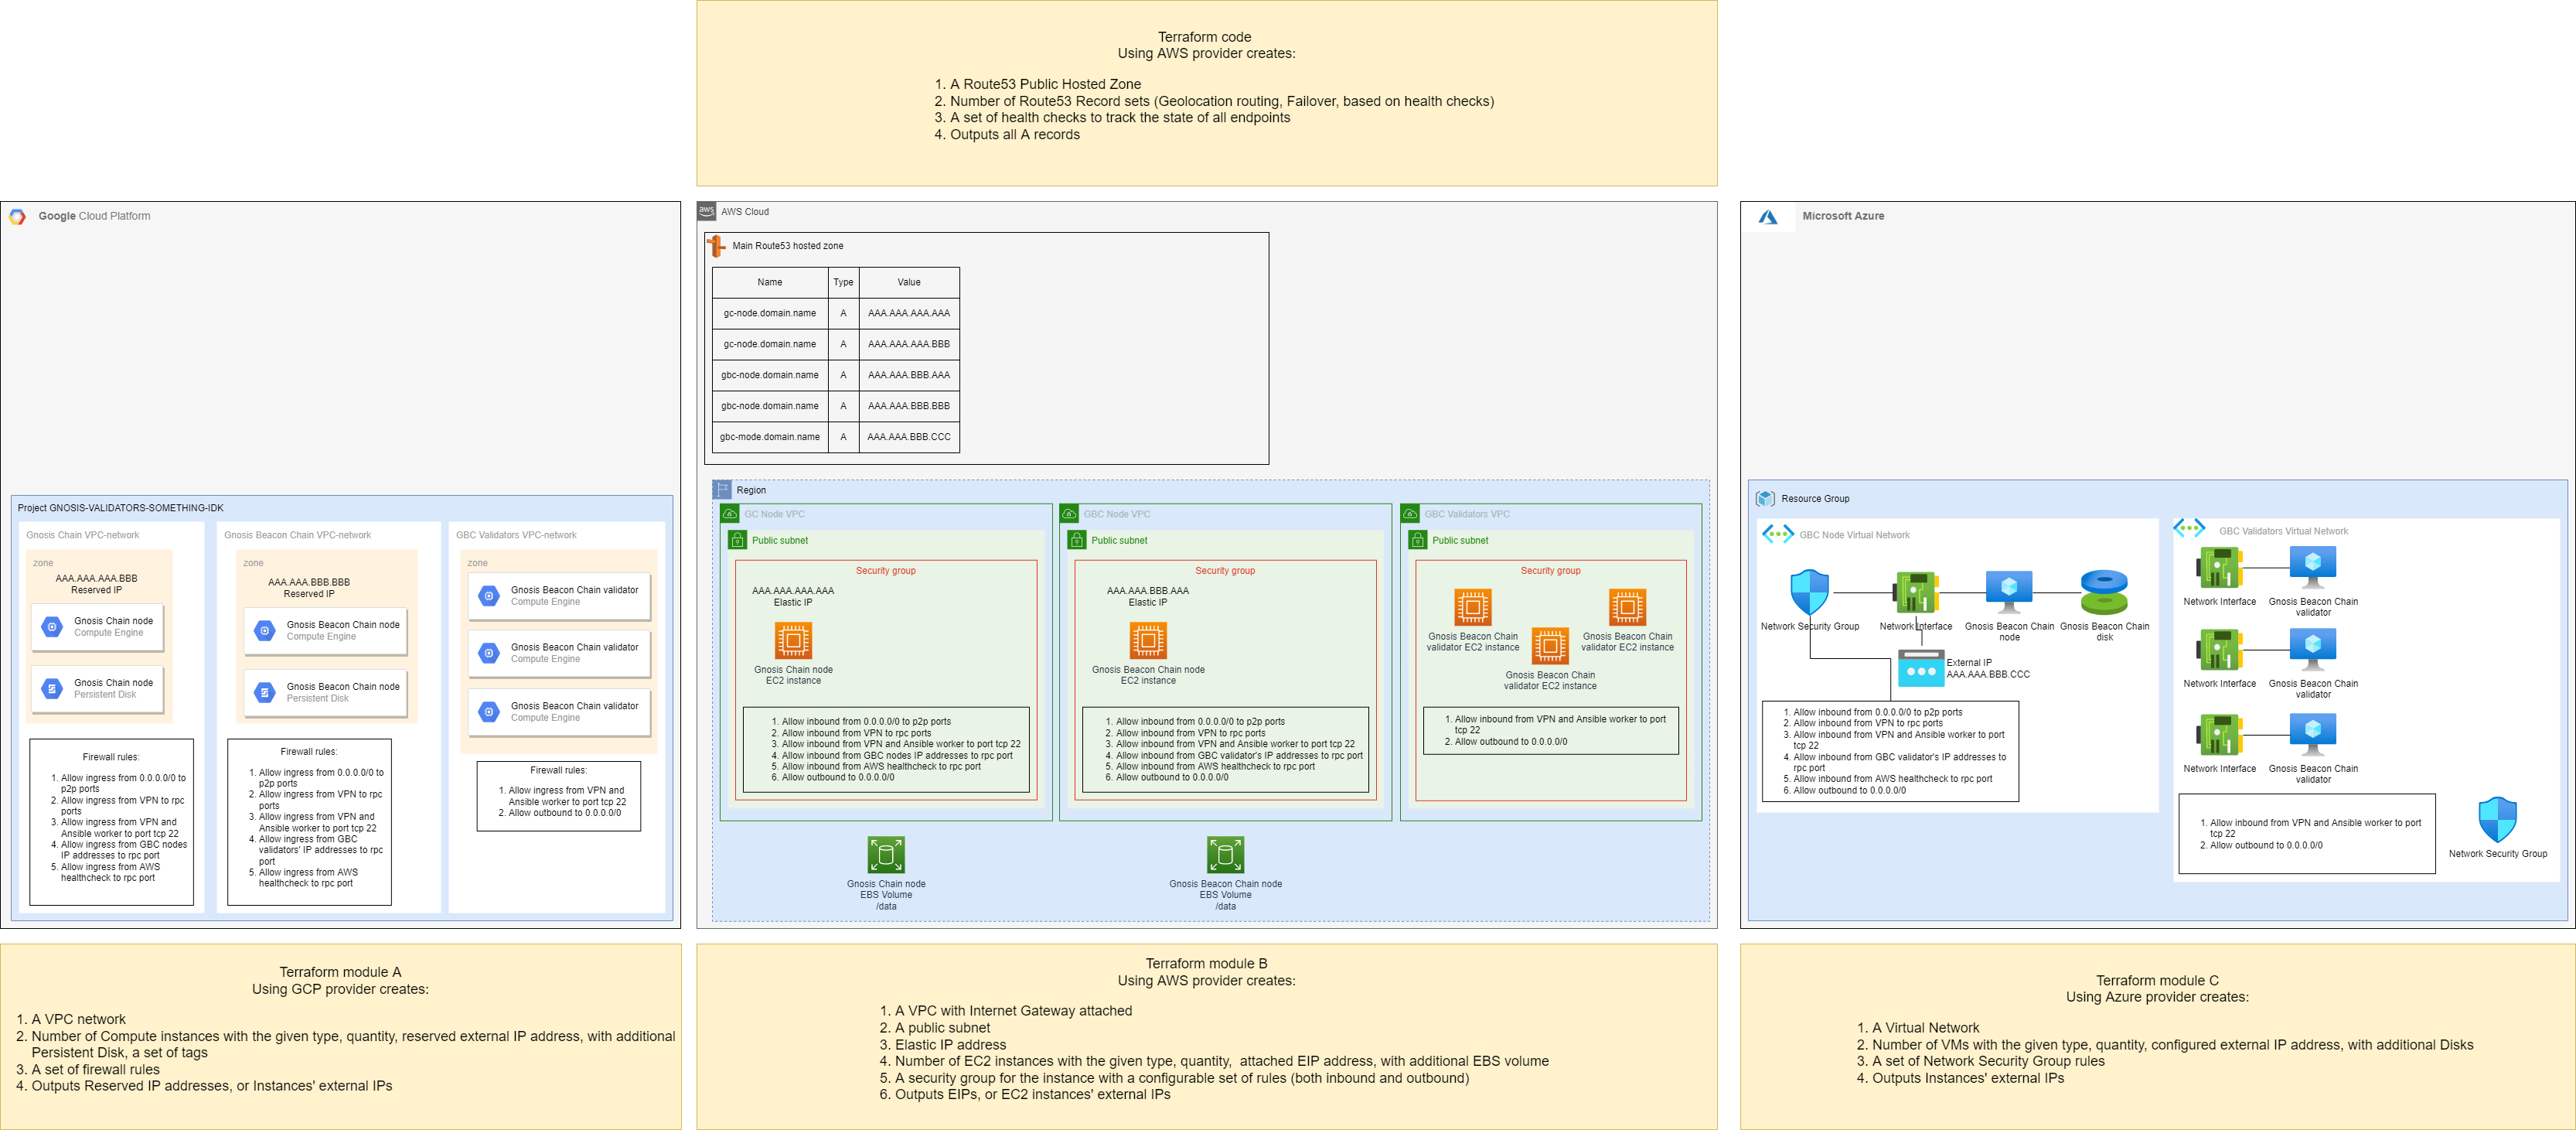 Terraform code
Using AWS provider creates:
1. A Route53 Public Hosted Zone
2. Number of Route53 Record sets (Geolocation routing, Failover, based on health checks)
3. A set of health checks to track the state of all endpoints
4. Outputs all A records
Google Cloud Platform
Project GNOSIS-VALIDATORS-SOMETHING-IDK
Gnosis Chain VPC-network
zone
AAA.AAA.AAA.BBB
Reserved IP
Gnosis Chain node
Compute Engine
Gnosis Chain node
Persistent Disk
Firewall rules:
1. Allow ingress from 0.0.0.0/0 to
p2p ports
2. Allow ingress from VPN to rpc
ports
3. Allow ingress from VPN and
Ansible worker to port tcp 22
4. Allow ingress from GBC nodes
IP addresses to rpc port
5. Allow ingress from AWS
healthcheck to rpc port
Gnosis Beacon Chain VPC-network
zone
AAA.AAA.BBB.BBB
Reserved IP
Gnosis Beacon Chain node
Compute Engine
Gnosis Beacon Chain node
Persistent Disk
Firewall rules:
1. Allow ingress from 0.0.0.0/0 to
p2p ports
2. Allow ingress from VPN to rpc
ports
3. Allow ingress from VPN and
Ansible worker to port tcp 22
4. Allow ingress from GBC
validators' IP addresses to rpc
port
5. Allow ingress from AWS
healthcheck to rpc port
GBC Validators VPC-network
zone
Gnosis Beacon Chain validator
Compute Engine
Gnosis Beacon Chain validator
Compute Engine
Gnosis Beacon Chain validator
Compute Engine
Firewall rules:
1. Allow ingress from VPN and
Ansible worker to port tcp 22
2. Allow outbound to 0.0.0.0/0
aws
AWS Cloud
Main Route53 hosted zone
Name Type Value
gc-node.domain.name A AAA.AAA.AAA.AAA
gc-node.domain.name A AAA.AAA.AAA.BBB
gbc-node.domain.name A AAA.AAA.BBB.AAA
gbc-node.domain.name A AAA.AAA.BBB.BBB
gbc-mode.domain.name A AAA.AAA.BBB.CCC
Region
GC Node VPC
Public subnet
Security group
AAA.AAA.AAA.AAA
Elastic IP
Gnosis Chain node
EC2 instance
1. Allow inbound from 0.0.0.0/0 to p2p ports
2. Allow inbound from VPN to rpc ports
3. Allow inbound from VPN and Ansible worker to port tcp 22
4. Allow inbound from GBC nodes IP addresses to rpc port
5. Allow inbound from AWS healthcheck to rpc port
6. Allow outbound to 0.0.0.0/0
GBC Node VPC
Public subnet
Security group
AAA.AAA.BBB.AAA
Elastic IP
Gnosis Beacon Chain node
EC2 instance
1. Allow inbound from 0.0.0.0/0 to p2p ports
2. Allow inbound from VPN to rpc ports
3. Allow inbound from VPN and Ansible worker to port tcp 22
4. Allow inbound from GBC validator's IP addresses to rpc port
5. Allow inbound from AWS healthcheck to rpc port
6. Allow outbound to 0.0.0.0/0
GBC Validators VPC
Public subnet
Security group
Gnosis Beacon Chain
validator EC2 instance
Gnosis Beacon Chain
validator EC2 instance
Gnosis Beacon Chain
validator EC2 instance
1. Allow inbound from VPN and Ansible worker to port
tcp 22
2. Allow outbound to 0.0.0.0/0
Gnosis Chain node
EBS Volume
/data
Gnosis Beacon Chain node
EBS Volume
/data
Microsoft Azure
Resource Group
GBC Node Virtual Network
Network Security Group
Network Interface
Gnosis Beacon Chain
node
Gnosis Beacon Chain
disk
External IP
AAA.AAA.BBB.CCC
1. Allow inbound from 0.0.0.0/0 to p2p ports
2. Allow inbound from VPN to rpc ports
3. Allow inbound from VPN and Ansible worker to port
tcp 22
4. Allow inbound from GBC validator's IP addresses to
rpc port
5. Allow inbound from AWS healthcheck to rpc port
6. Allow outbound to 0.0.0.0/0
GBC Validators Virtual Network
Network Interface
Gnosis Beacon Chain
validator
Network Interface
Gnosis Beacon Chain
validator
Network Interface
Gnosis Beacon Chain
validator
1. Allow inbound from VPN and Ansible worker to port
tcp 22
2. Allow outbound to 0.0.0.0/0
Network Security Group
Terraform module A
Using GCP provider creates:
1. A VPC network
2. Number of Compute instances with the given type, quantity, reserved external IP address, with additional
Persistent Disk, a set of tags
3. A set of firewall rules
4. Outputs Reserved IP addresses, or Instances' external IPs
Terraform module B
Using AWS provider creates:
1. A VPC with Internet Gateway attached
2. A public subnet
3. Elastic IP address
4. Number of EC2 instances with the given type, quantity, attached EIP address, with additional EBS volume
5. A security group for the instance with a configurable set of rules (both inbound and outbound)
6. Outputs EIPs, or EC2 instances' external IPs
Terraform module C
Using Azure provider creates:
1. A Virtual Network
2. Number of VMs with the given type, quantity, configured external IP address, with additional Disks
3. A set of Network Security Group rules
4. Outputs Instances' external IPs